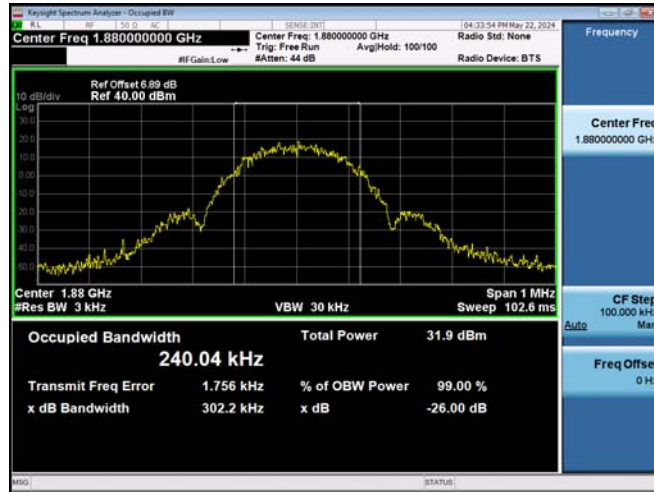 Keysight Spectrum Analyzer - Occupied BW
RL RF 50 Ω AC SENSE:INT 04:33:54 PM May 22, 2024
Center Freq 1.880000000 GHz
Center Freq: 1.880000000 GHz
Radio Std: None
Trig: Free Run Avg|Hold: 100/100
#IFGain:Low #Atten: 44 dB Radio Device: BTS
Ref Offset 6.89 dB
10 dB/div Ref 40.00 dBm
Log
30.0
20.0
10.0
0.00
10.0
20.0
30.0
40.0
50.0
Center 1.88 GHz Span 1 MHz
#Res BW 3 kHz VBW 30 kHz Sweep 102.6 ms
Occupied Bandwidth Total Power 31.9 dBm
240.04 kHz
Transmit Freq Error 1.756 kHz % of OBW Power 99.00 %
x dB Bandwidth 302.2 kHz x dB -26.00 dB
MSG STATUS
Frequency
Center Freq
1.880000000 GHz
CF Step
100.000 kHz
Auto Man
Freq Offset
0 Hz